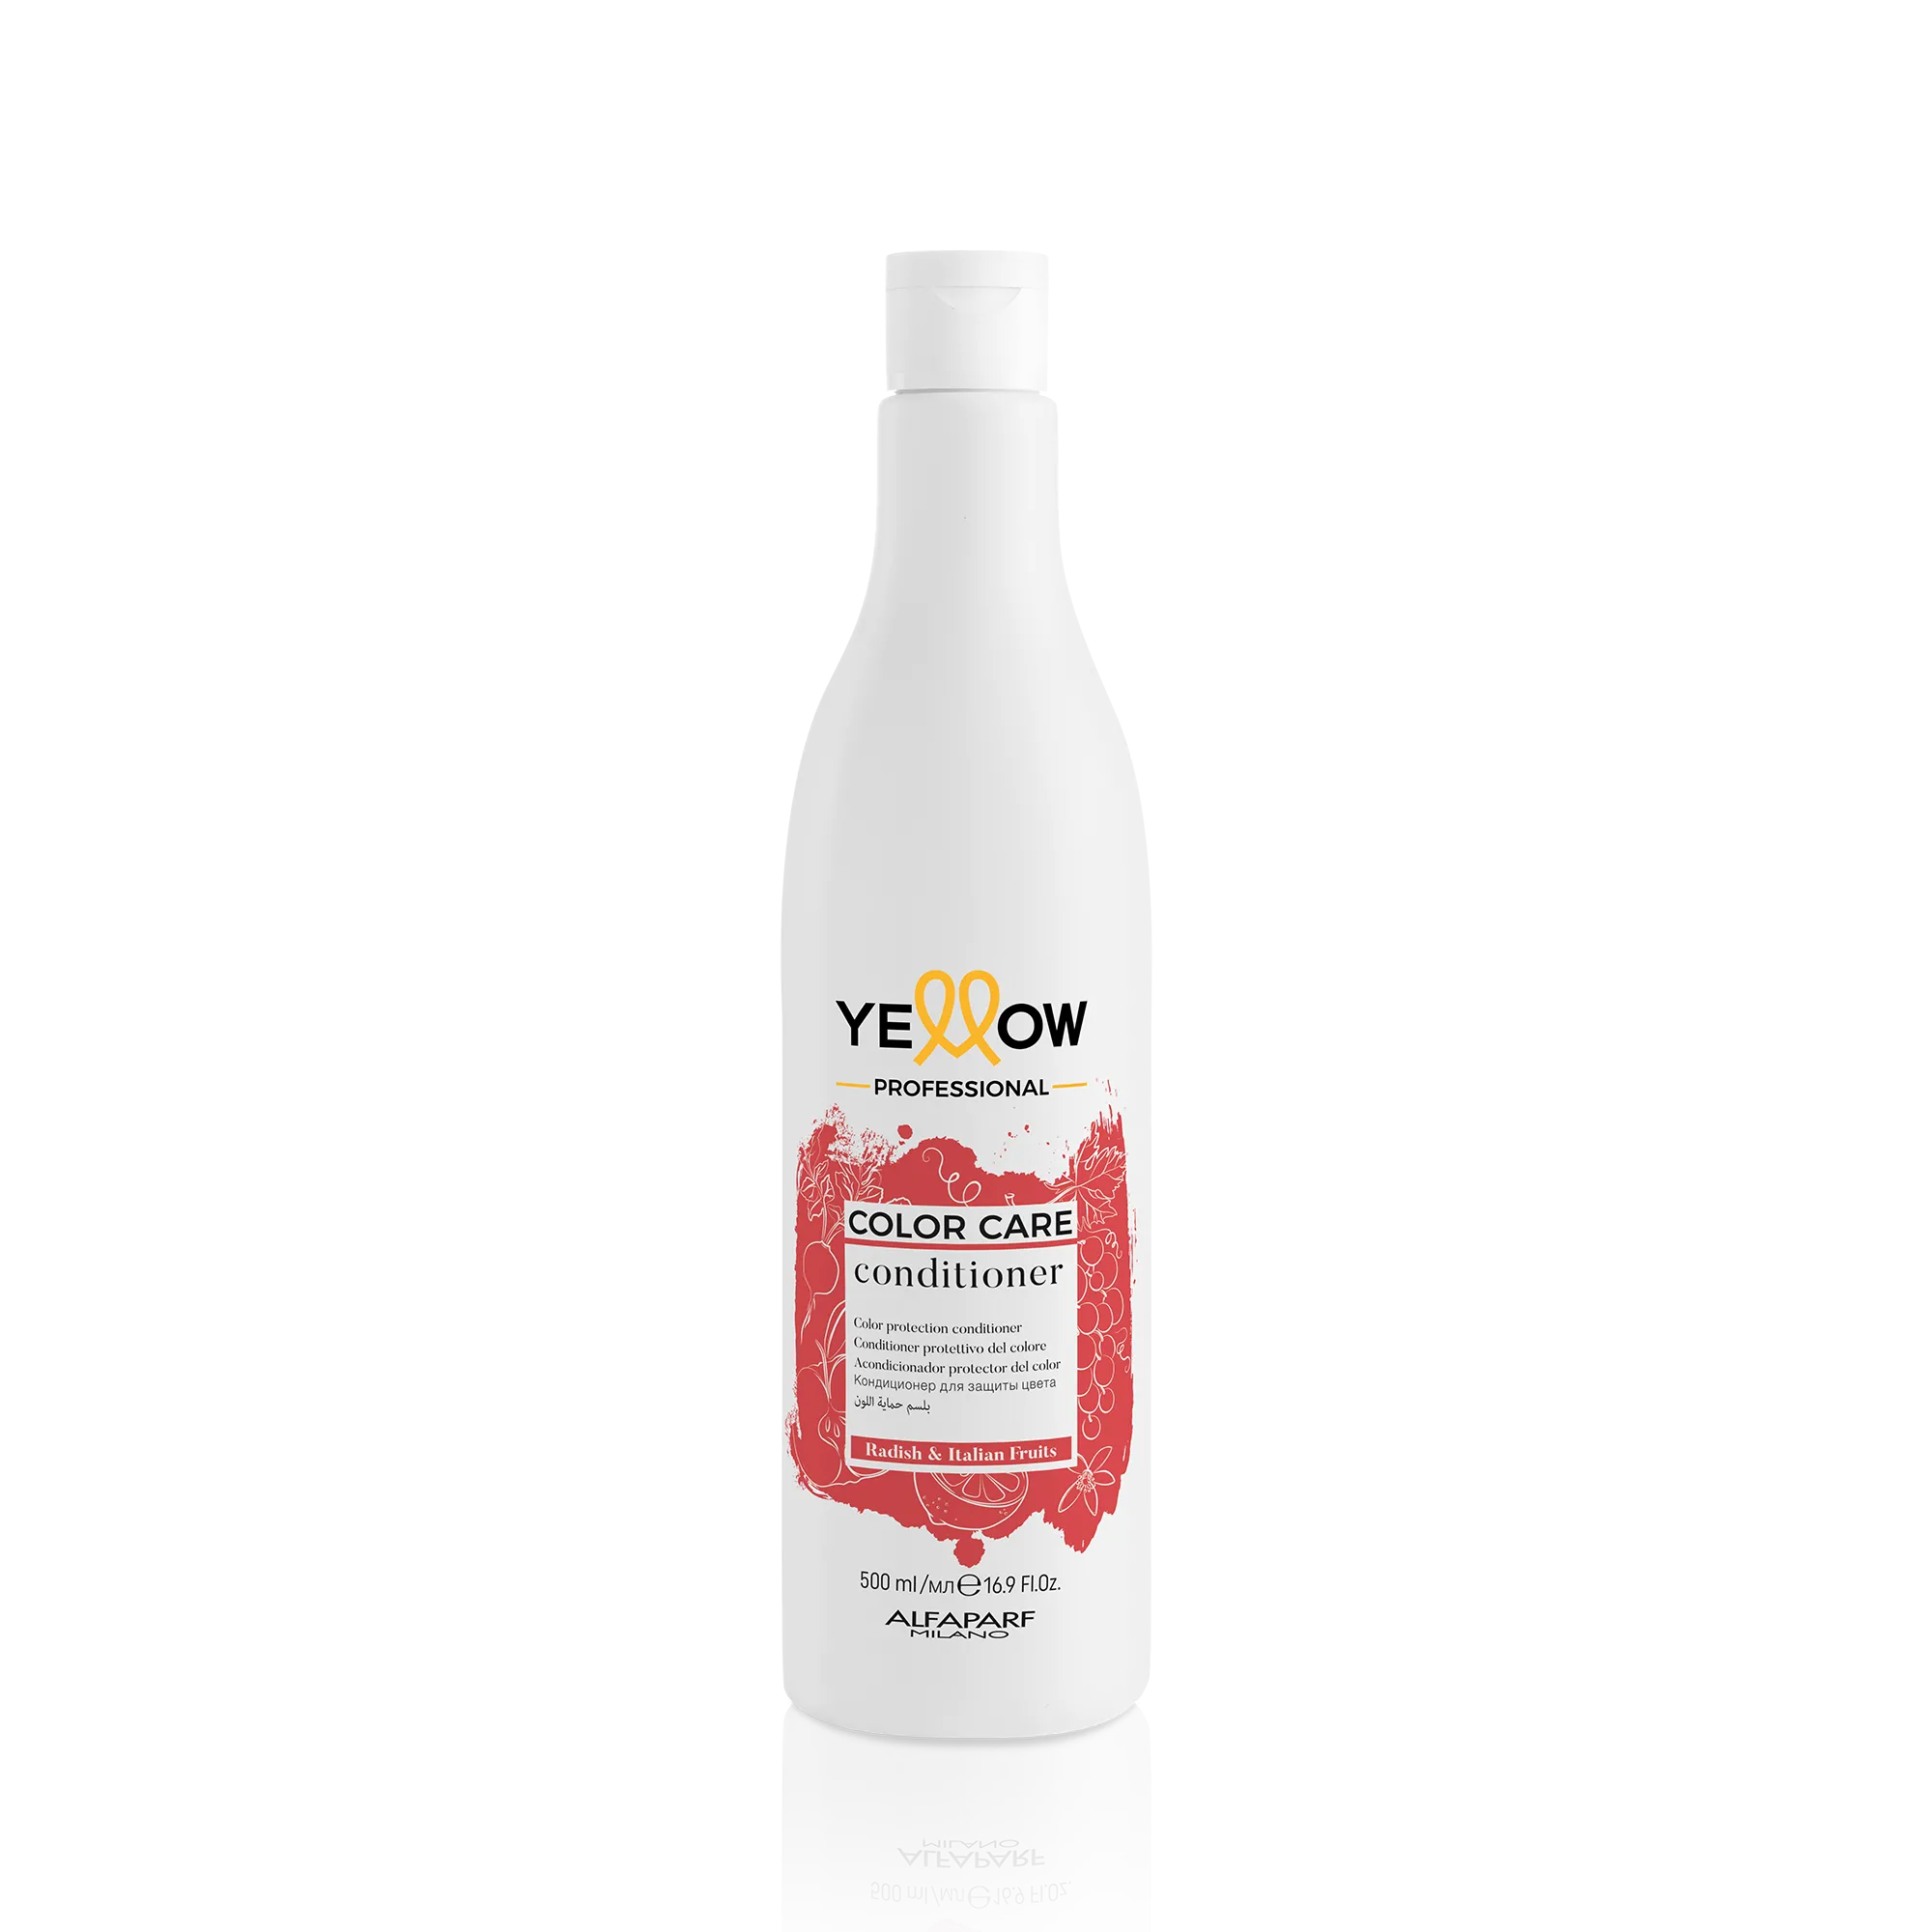 YELLOW
PROFESSIONAL
COLOR CARE
conditioner
Color protection conditioner
Conditioner protettivo del colore
Acondicionador protector del color
Кондиционер для защиты цвета
بلسم حماية اللون
Radish & Italian Fruits
500 ml/мл℮16.9 Fl.Oz.
ALFAPARF
MILANO